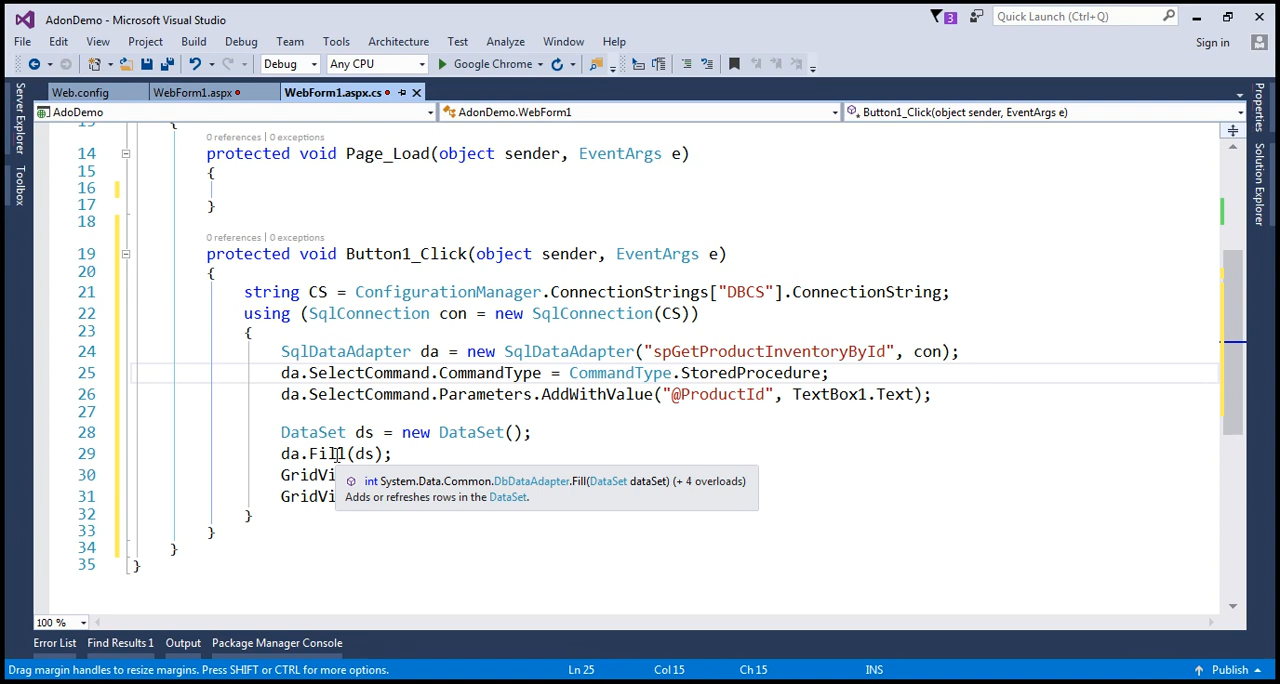 AdonDemo - Microsoft Visual Studio
3
Quick Launch (Ctrl+Q)
File Edit View Project Build Debug Team Tools Architecture Test Analyze Window Help
Sign in
Debug Any CPU Google Chrome
Web.config WebForm1.aspx WebForm1.aspx.cs
AdoDemo AdonDemo.WebForm1 Button1_Click(object sender, EventArgs e)
Server Explorer
Toolbox
Properties
Solution Explorer
{
0 references | 0 exceptions
14 protected void Page_Load(object sender, EventArgs e)
15 {
16
17 }
18
0 references | 0 exceptions
19 protected void Button1_Click(object sender, EventArgs e)
20 {
21 string CS = ConfigurationManager.ConnectionStrings["DBCS"].ConnectionString;
22 using (SqlConnection con = new SqlConnection(CS))
23 {
24 SqlDataAdapter da = new SqlDataAdapter("spGetProductInventoryById", con);
25 da.SelectCommand.CommandType = CommandType.StoredProcedure;
26 da.SelectCommand.Parameters.AddWithValue("@ProductId", TextBox1.Text);
27
28 DataSet ds = new DataSet();
29 da.Fill(ds);
30 GridVi
int System.Data.Common.DbDataAdapter.Fill(DataSet dataSet) (+ 4 overloads)
31 GridVi
Adds or refreshes rows in the DataSet.
32 }
33 }
34 }
35 }
100 %
Error List Find Results 1 Output Package Manager Console
Drag margin handles to resize margins. Press SHIFT or CTRL for more options. Ln 25 Col 15 Ch 15 INS Publish